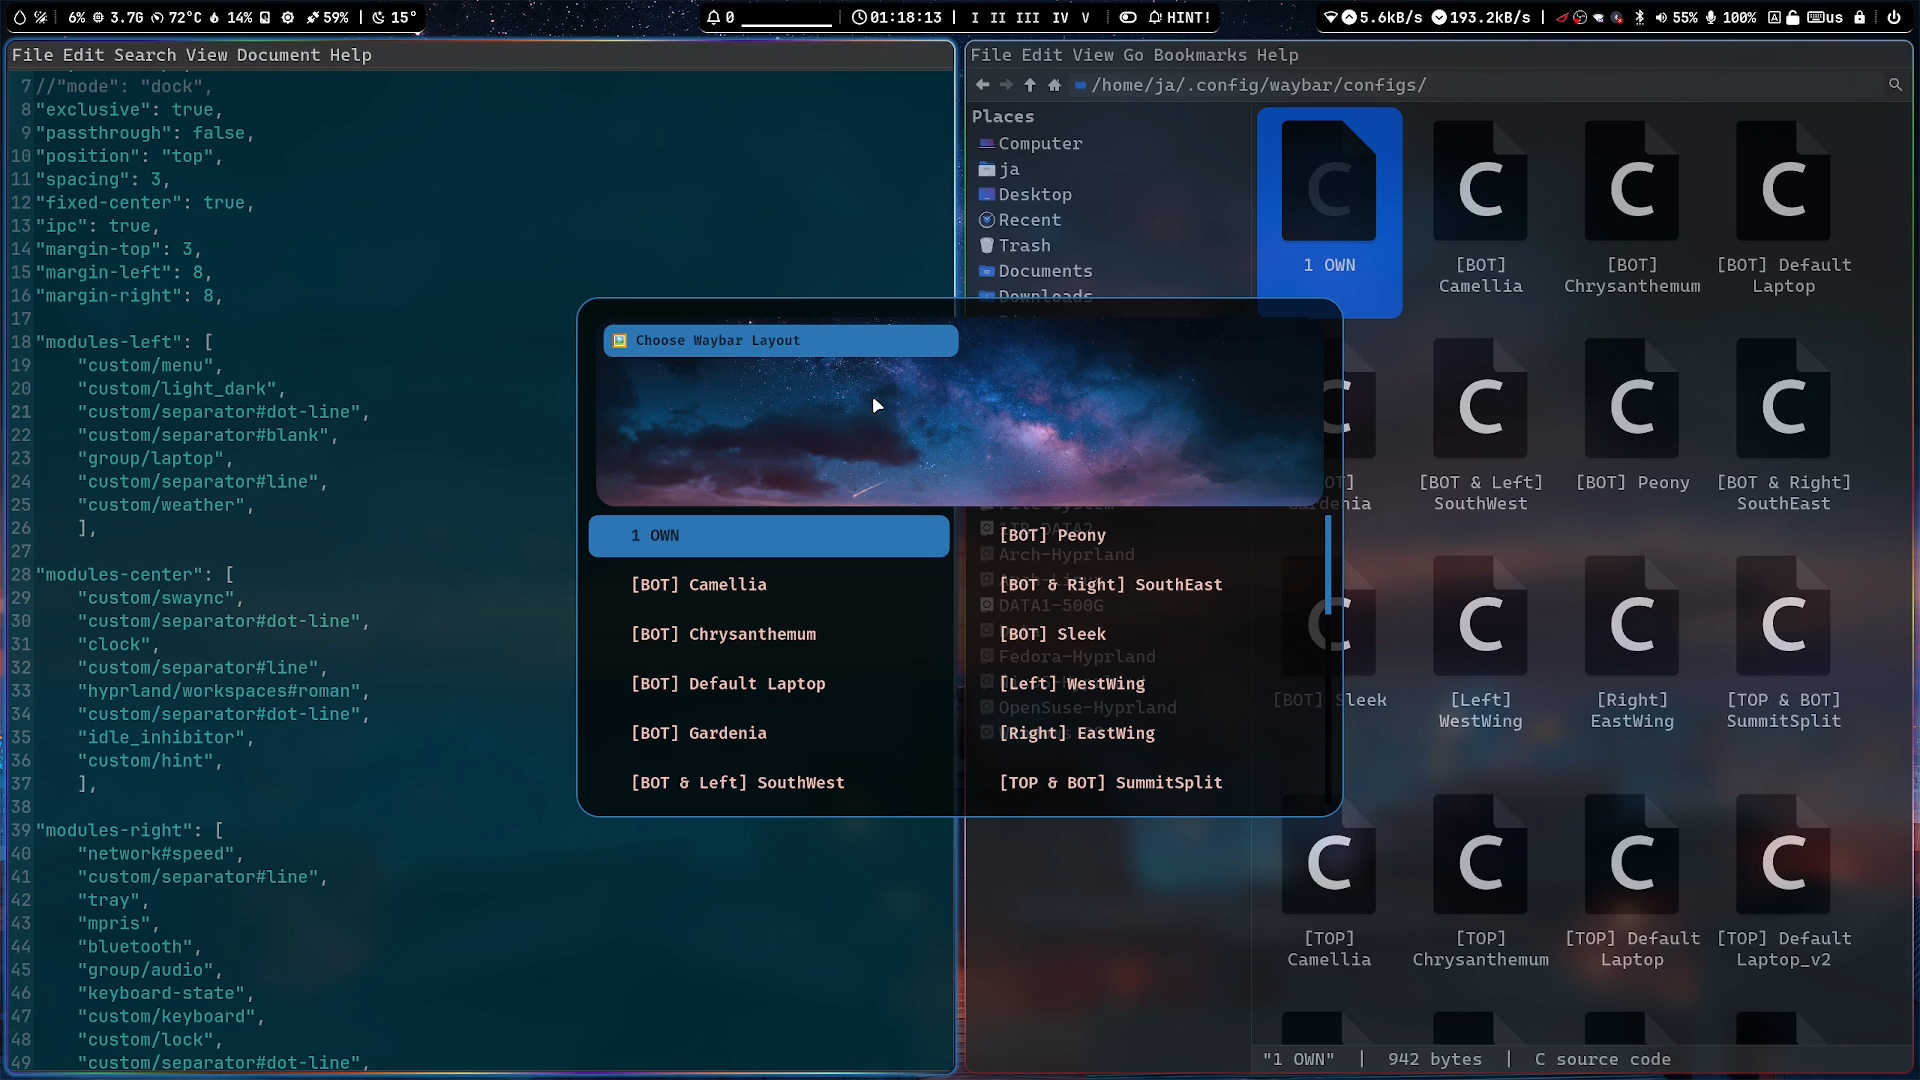 6% 3.7G 72°C 14% 59% | 15°
0 | 01:18:13 | I II III IV V | HINT!
5.6kB/s 193.2kB/s | 55% 100% us
File Edit Search View Document Help
7 //"mode": "dock",
8 "exclusive": true,
9 "passthrough": false,
10 "position": "top",
11 "spacing": 3,
12 "fixed-center": true,
13 "ipc": true,
14 "margin-top": 3,
15 "margin-left": 8,
16 "margin-right": 8,
17
18 "modules-left": [
19 "custom/menu",
20 "custom/light_dark",
21 "custom/separator#dot-line",
22 "custom/separator#blank",
23 "group/laptop",
24 "custom/separator#line",
25 "custom/weather",
26 ],
27
28 "modules-center": [
29 "custom/swaync",
30 "custom/separator#dot-line",
31 "clock",
32 "custom/separator#line",
33 "hyprland/workspaces#roman",
34 "custom/separator#dot-line",
35 "idle_inhibitor",
36 "custom/hint",
37 ],
38
39 "modules-right": [
40 "network#speed",
41 "custom/separator#line",
42 "tray",
43 "mpris",
44 "bluetooth",
45 "group/audio",
46 "keyboard-state",
47 "custom/keyboard",
48 "custom/lock",
49 "custom/separator#dot-line",
File Edit View Go Bookmarks Help
/home/ja/.config/waybar/configs/
Places
Computer
ja
Desktop
Recent
Trash
Documents
Downloads
1TB-DATA2
Arch-Hyprland
DATA1-500G
Fedora-Hyprland
OpenSuse-Hyprland
1 OWN
[BOT] Camellia
[BOT] Chrysanthemum
[BOT] Default Laptop
[BOT & Left] SouthWest
[BOT] Peony
[BOT & Right] SouthEast
[BOT] Sleek
[Left] WestWing
[Right] EastWing
[TOP & BOT] SummitSplit
[TOP] Camellia
[TOP] Chrysanthemum
[TOP] Default Laptop
[TOP] Default Laptop_v2
"1 OWN" | 942 bytes | C source code
Choose Waybar Layout
1 OWN
[BOT] Camellia
[BOT] Chrysanthemum
[BOT] Default Laptop
[BOT] Gardenia
[BOT & Left] SouthWest
[BOT] Peony
[BOT & Right] SouthEast
[BOT] Sleek
[Left] WestWing
[Right] EastWing
[TOP & BOT] SummitSplit